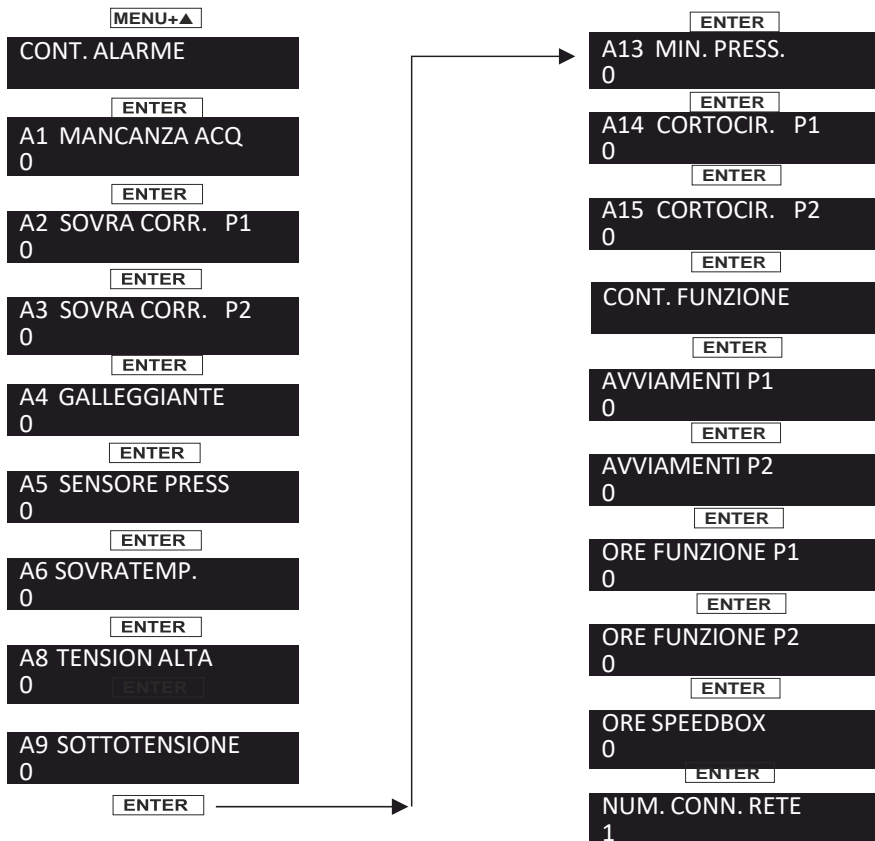 MENU+▲
CONT. ALARME
ENTER
A1 MANCANZA ACQ
0
ENTER
A2 SOVRA CORR. P1
0
ENTER
A3 SOVRA CORR. P2
0
ENTER
A4 GALLEGGIANTE
0
ENTER
A5 SENSORE PRESS
0
ENTER
A6 SOVRATEMP.
0
ENTER
A8 TENSION ALTA
0
ENTER
A9 SOTTOTENSIONE
0
ENTER
ENTER
A13 MIN. PRESS.
0
ENTER
A14 CORTOCIR. P1
0
ENTER
A15 CORTOCIR. P2
0
ENTER
CONT. FUNZIONE
ENTER
AVVIAMENTI P1
0
ENTER
AVVIAMENTI P2
0
ENTER
ORE FUNZIONE P1
0
ENTER
ORE FUNZIONE P2
0
ENTER
ORE SPEEDBOX
0
ENTER
NUM. CONN. RETE
1